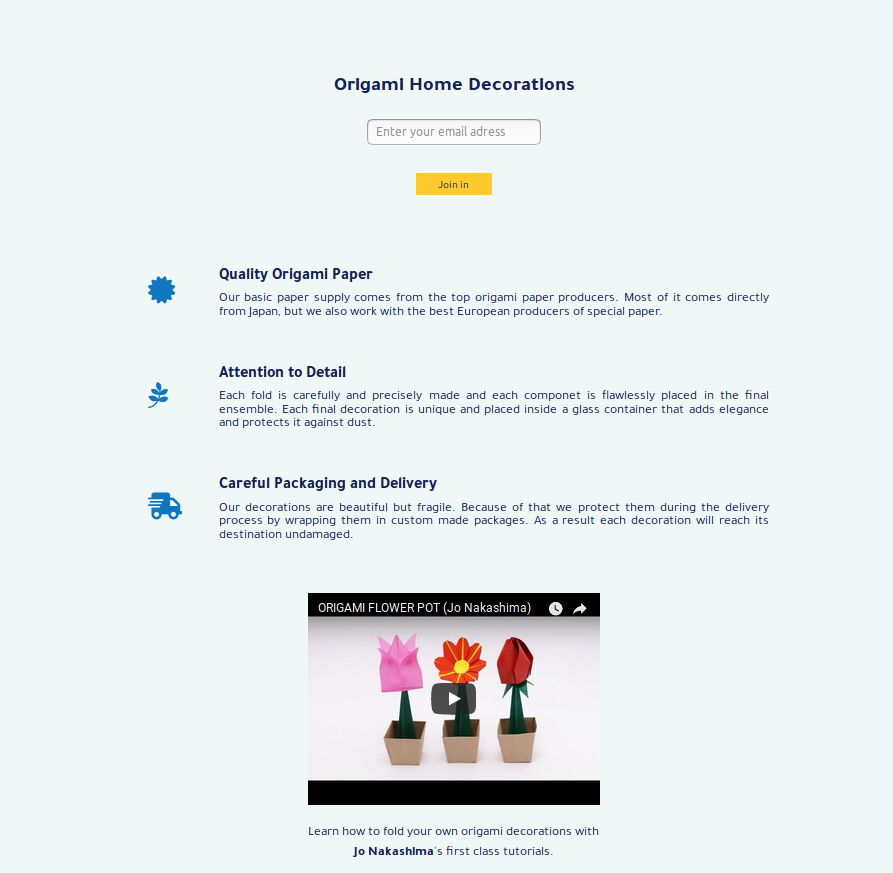 Origami Home Decorations
Enter your email adress
Join in
Quality Origami Paper
Our basic paper supply comes from the top origami paper producers. Most of it comes directly
from Japan, but we also work with the best European producers of special paper.
Attention to Detail
Each fold is carefully and precisely made and each componet is flawlessly placed in the final
ensemble. Each final decoration is unique and placed inside a glass container that adds elegance
and protects it against dust.
Careful Packaging and Delivery
Our decorations are beautiful but fragile. Because of that we protect them during the delivery
process by wrapping them in custom made packages. As a result each decoration will reach its
destination undamaged.
ORIGAMI FLOWER POT (Jo Nakashima)
Learn how to fold your own origami decorations with
Jo Nakashima's first class tutorials.